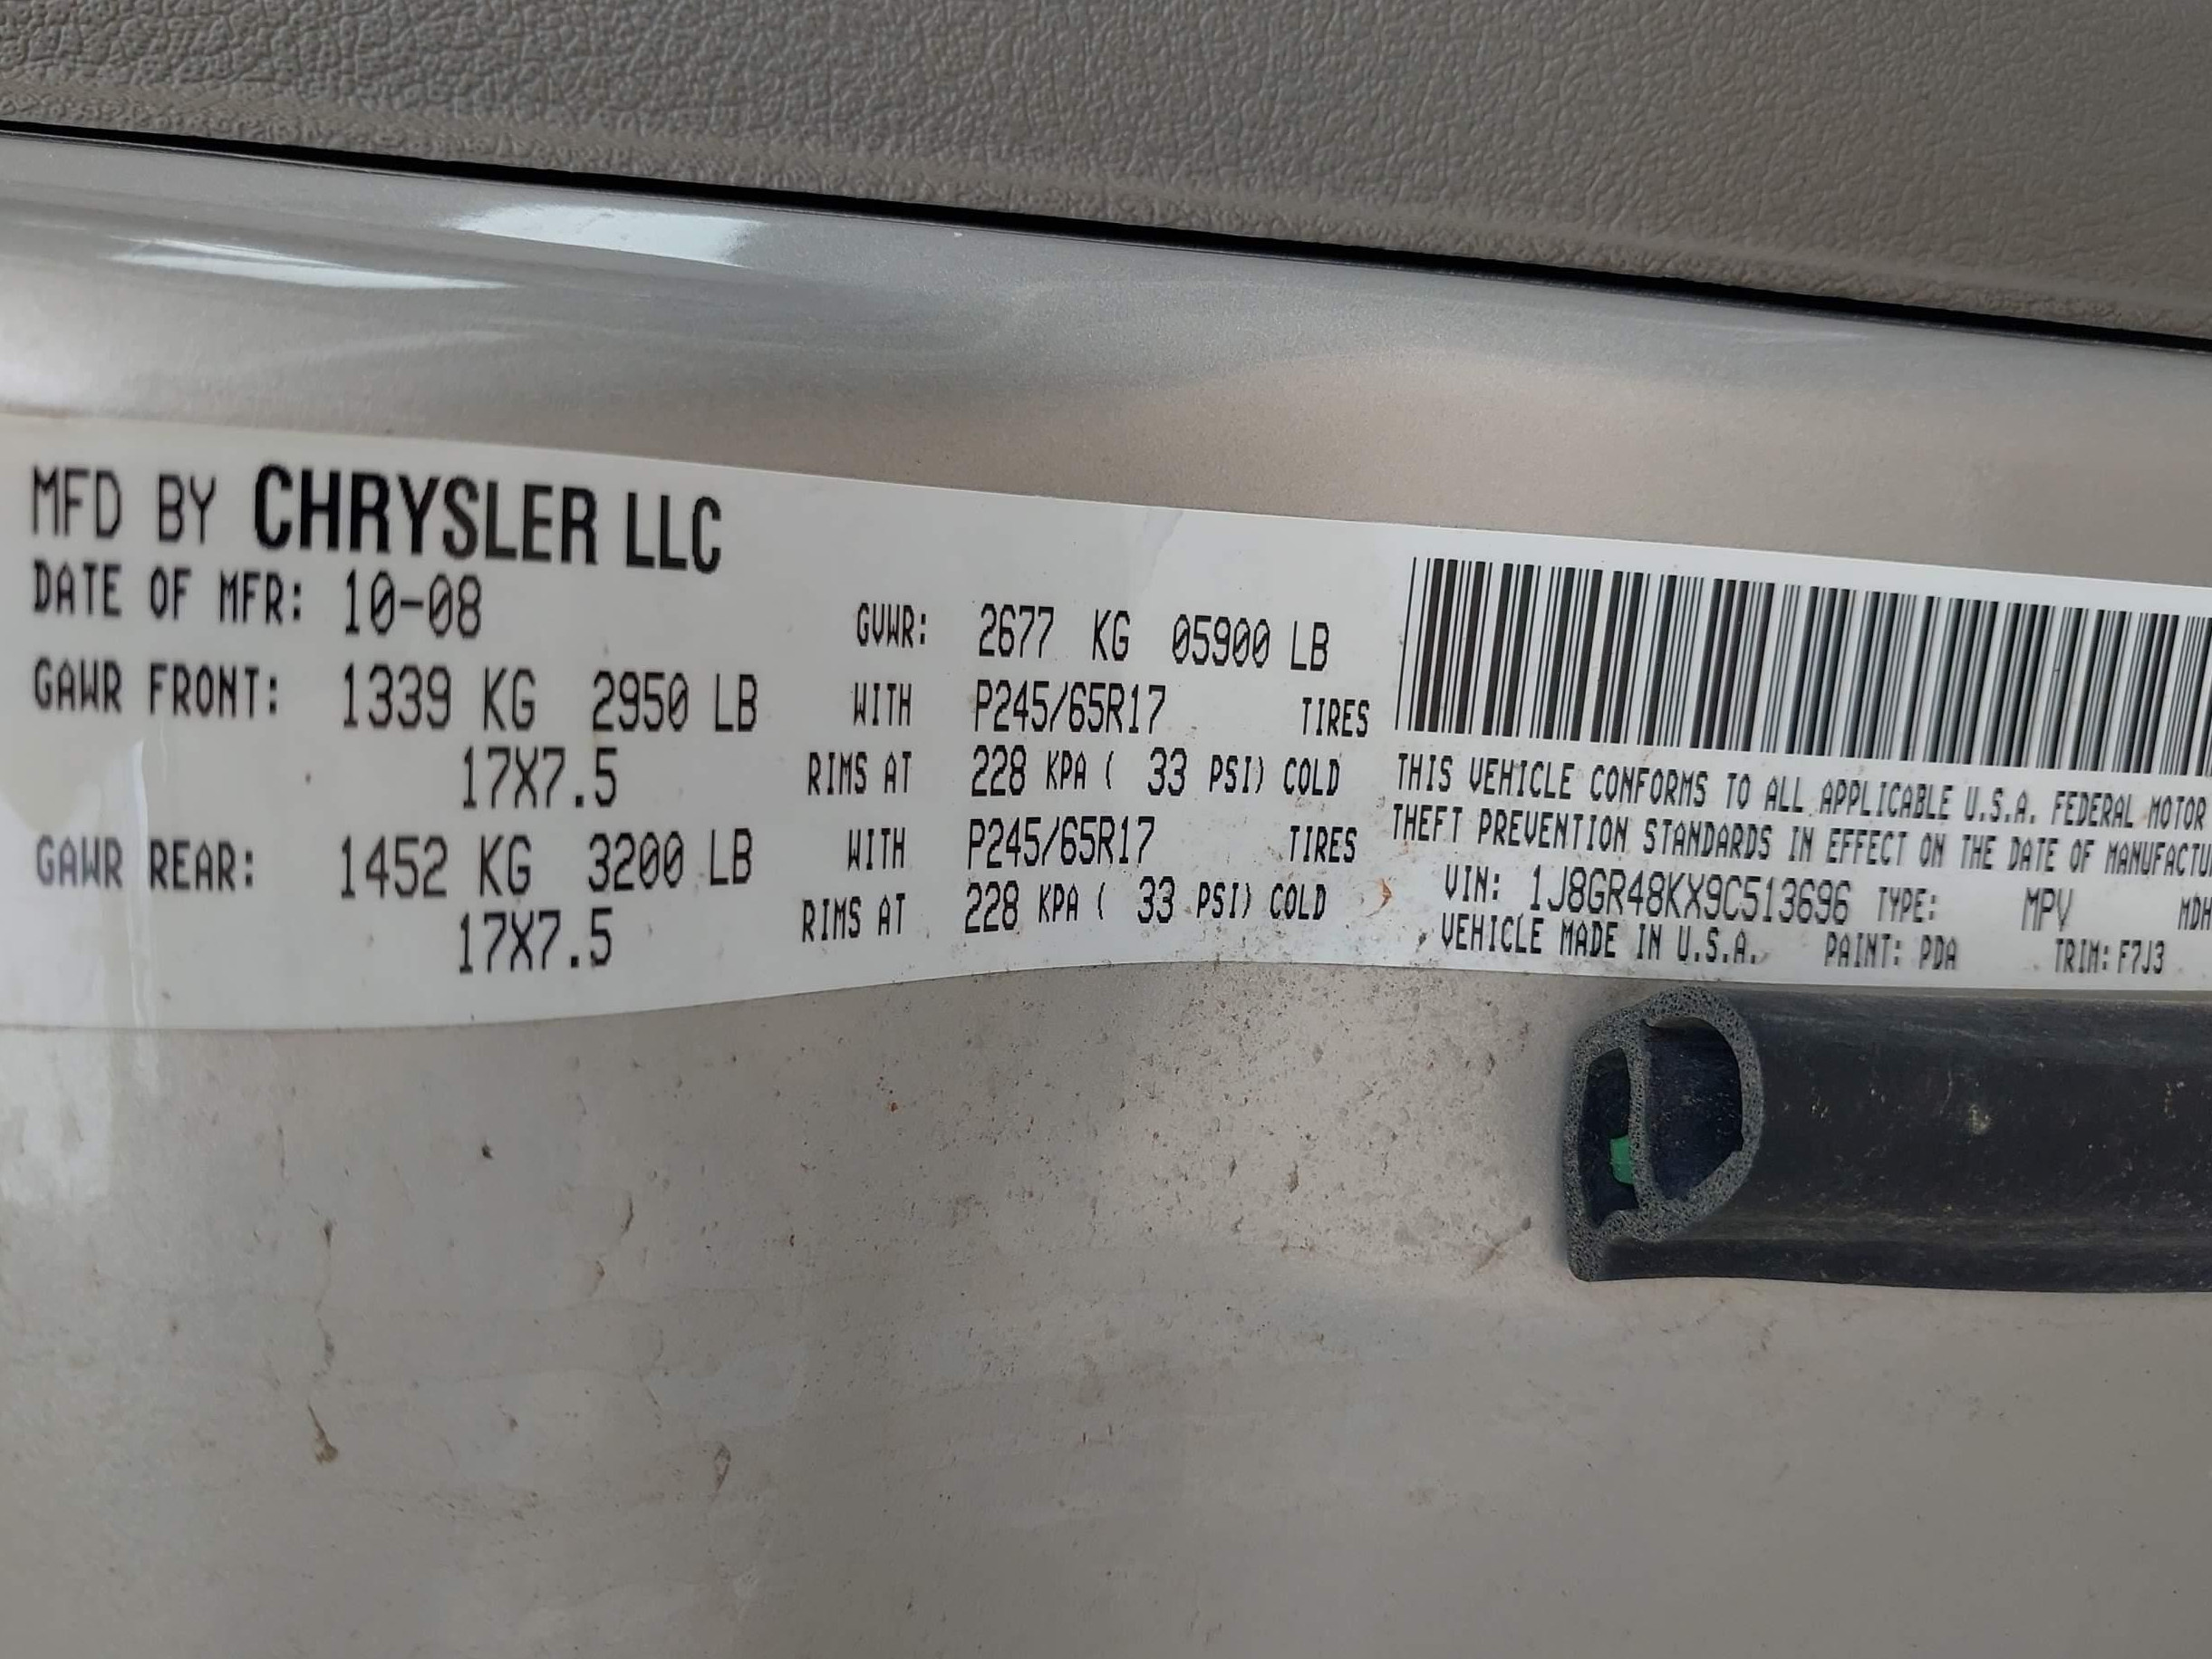 MFD BY CHRYSLER LLC
DATE OF MFR: 10-08 GVWR: 2677 KG 05900 LB
GAWR FRONT: 1339 KG 2950 LB WITH P245/65R17 TIRES
17X7.5 RIMS AT 228 KPA ( 33 PSI) COLD
GAWR REAR: 1452 KG 3200 LB WITH P245/65R17 TIRES
17X7.5 RIMS AT 228 KPA ( 33 PSI) COLD
THIS VEHICLE CONFORMS TO ALL APPLICABLE U.S.A. FEDERAL MOTOR
THEFT PREVENTION STANDARDS IN EFFECT ON THE DATE OF MANUFACTU
VIN: 1J8GR48KX9C513696 TYPE: MPV MDH
VEHICLE MADE IN U.S.A. PAINT: PDA TRIM: F7J3